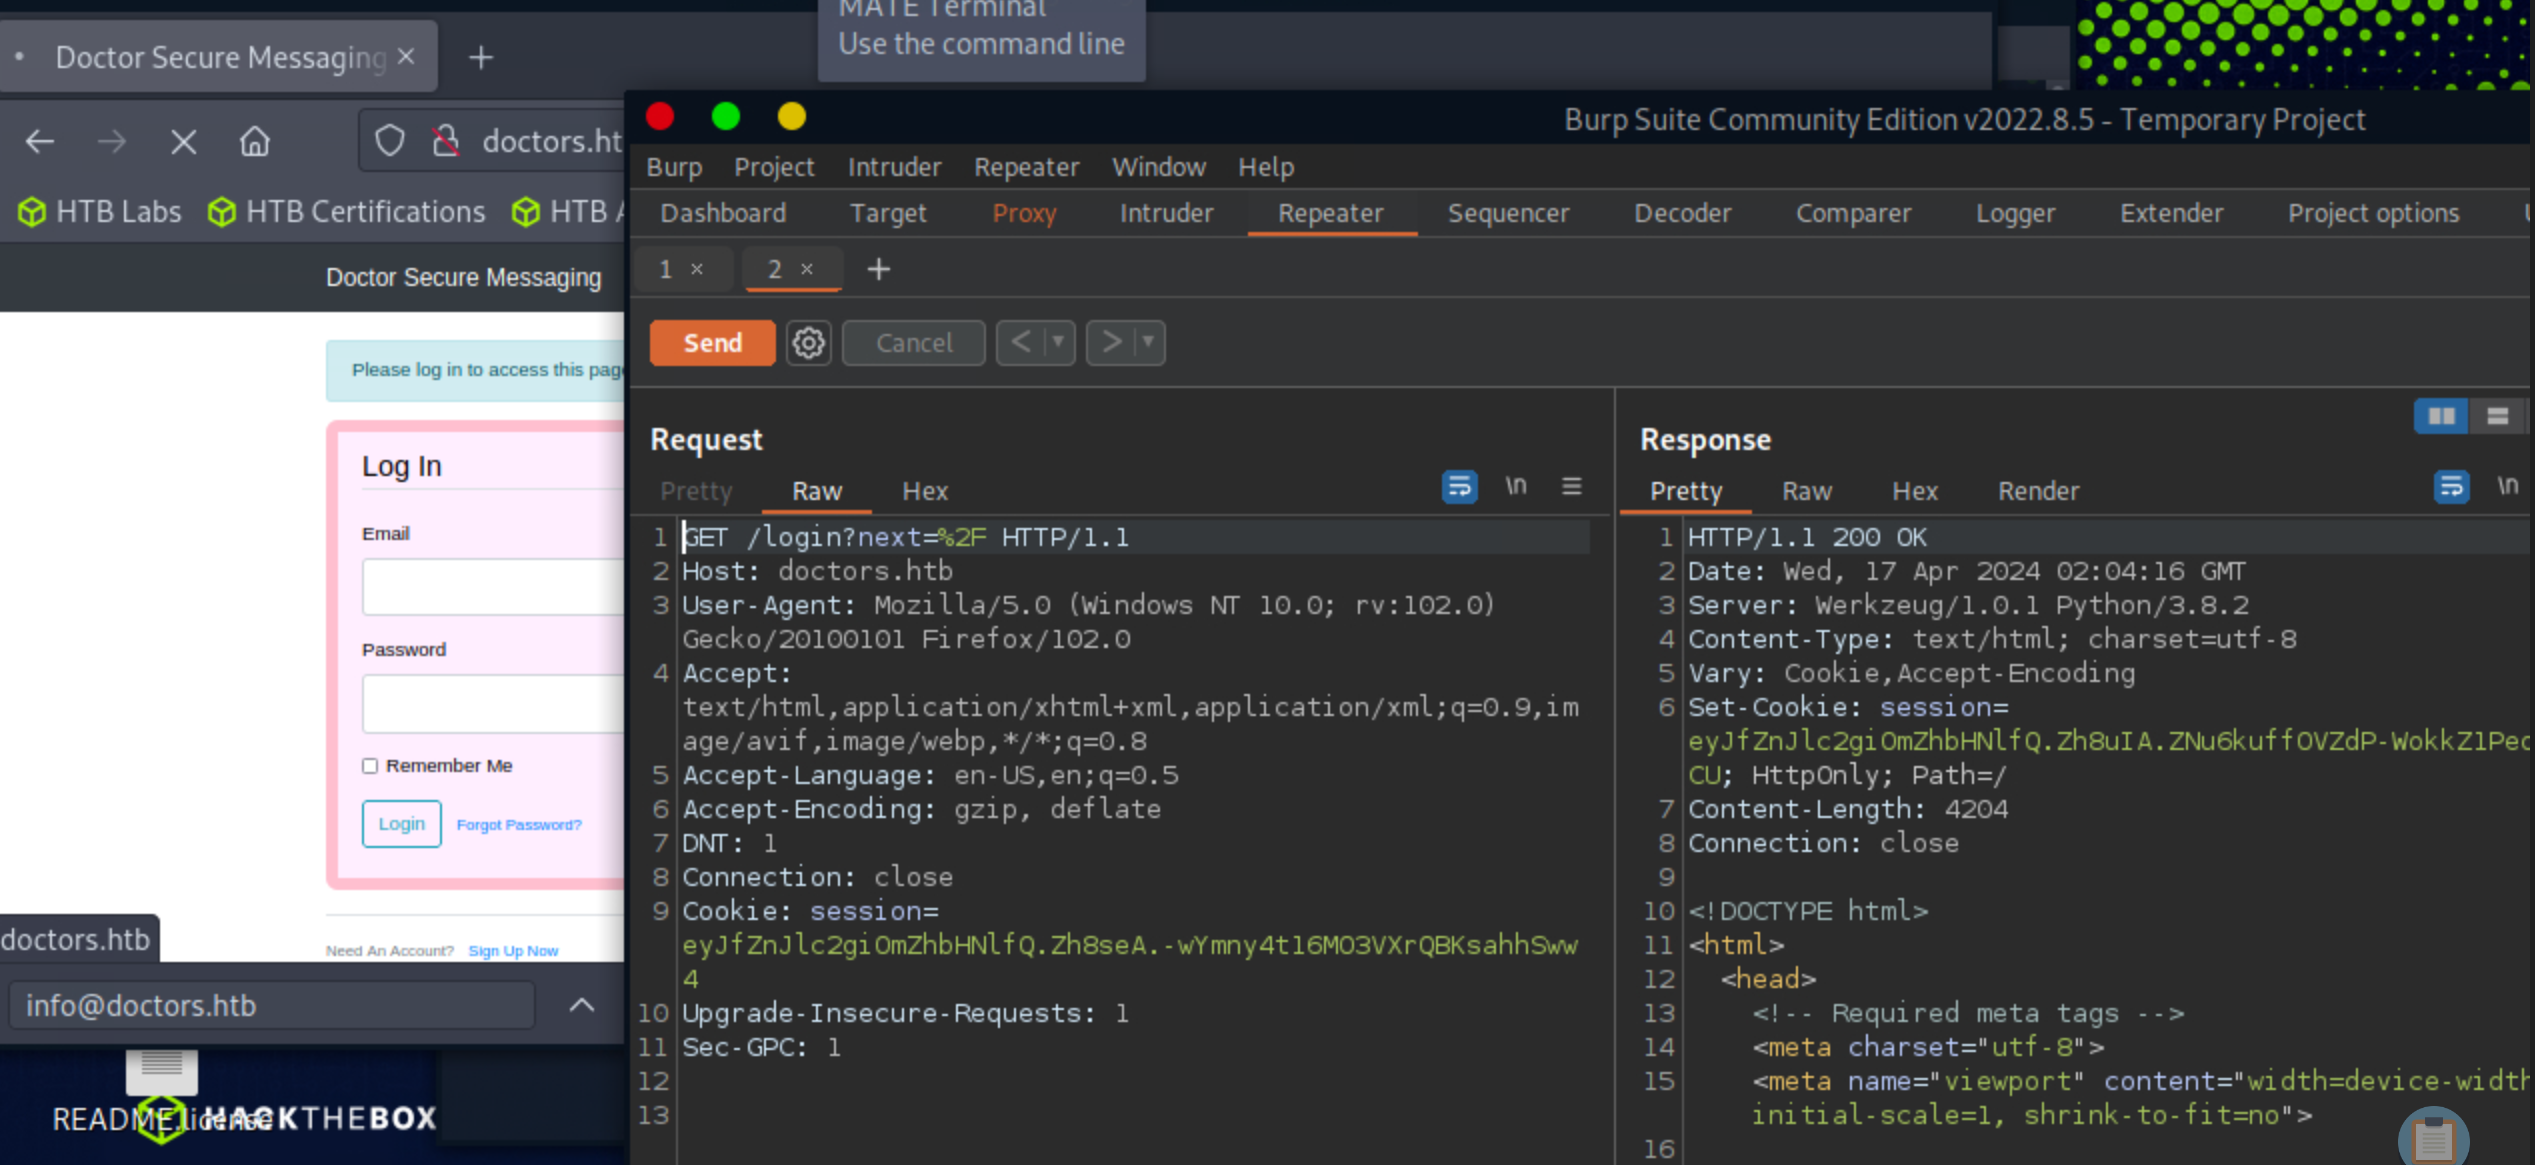 MATE Terminal
Use the command line
Doctor Secure Messaging
doctors.ht
HTB Labs
HTB Certifications
HTB
Doctor Secure Messaging
Please log in to access this page
Log In
Email
Password
Remember Me
Login
Forgot Password?
Need An Account? Sign Up Now
doctors.htb
info@doctors.htb
README.license
HACKTHEBOX
Burp Suite Community Edition v2022.8.5 - Temporary Project
Burp Project Intruder Repeater Window Help
Dashboard Target Proxy Intruder Repeater Sequencer Decoder Comparer Logger Extender Project options
1 × 2 × +
Send Cancel < >
Request
Pretty Raw Hex \n
1 GET /login?next=%2F HTTP/1.1
2 Host: doctors.htb
3 User-Agent: Mozilla/5.0 (Windows NT 10.0; rv:102.0)
Gecko/20100101 Firefox/102.0
4 Accept:
text/html,application/xhtml+xml,application/xml;q=0.9,im
age/avif,image/webp,*/*;q=0.8
5 Accept-Language: en-US,en;q=0.5
6 Accept-Encoding: gzip, deflate
7 DNT: 1
8 Connection: close
9 Cookie: session=
eyJfZnJlc2giOmZhbHNlfQ.Zh8seA.-wYmny4t16MO3VXrQBKsahhSww
4
10 Upgrade-Insecure-Requests: 1
11 Sec-GPC: 1
12
13
Response
Pretty Raw Hex Render \n
1 HTTP/1.1 200 OK
2 Date: Wed, 17 Apr 2024 02:04:16 GMT
3 Server: Werkzeug/1.0.1 Python/3.8.2
4 Content-Type: text/html; charset=utf-8
5 Vary: Cookie,Accept-Encoding
6 Set-Cookie: session=
eyJfZnJlc2giOmZhbHNlfQ.Zh8uIA.ZNu6kuffOVZdP-WokkZ1Pec
CU; HttpOnly; Path=/
7 Content-Length: 4204
8 Connection: close
9
10 <!DOCTYPE html>
11 <html>
12 <head>
13 <!-- Required meta tags -->
14 <meta charset="utf-8">
15 <meta name="viewport" content="width=device-width
initial-scale=1, shrink-to-fit=no">
16